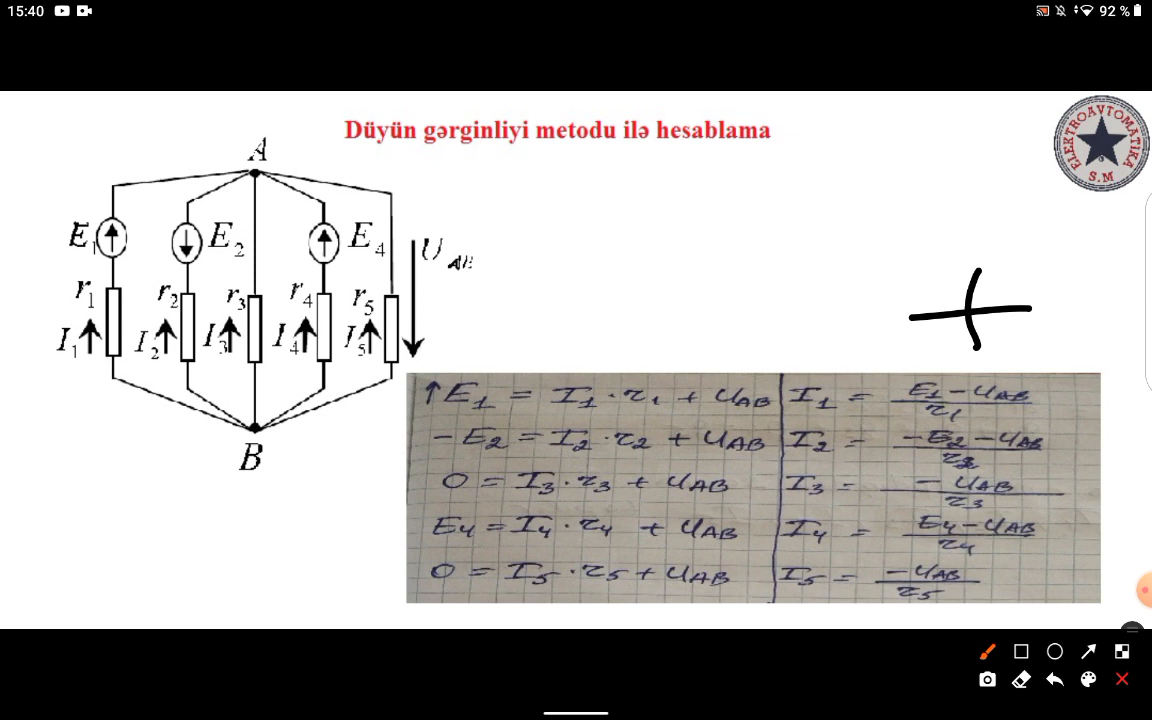 15:40
92 %
Düyün gərginliyi metodu ilə hesablama
ELEKTROAVTOMATIKA
S.M
A
E1
E2
E4
UAB
r1
r2
r3
r4
r5
I1
I2
I3
I4
I5
B
↑E1 = I1·r1 + UAB
I1 = E1-UAB / r1
-E2 = I2·r2 + UAB
I2 = -E2-UAB / r2
0 = I3·r3 + UAB
I3 = -UAB / r3
E4 = I4·r4 + UAB
I4 = E4-UAB / r4
0 = I5·r5 + UAB
I5 = -UAB / r5